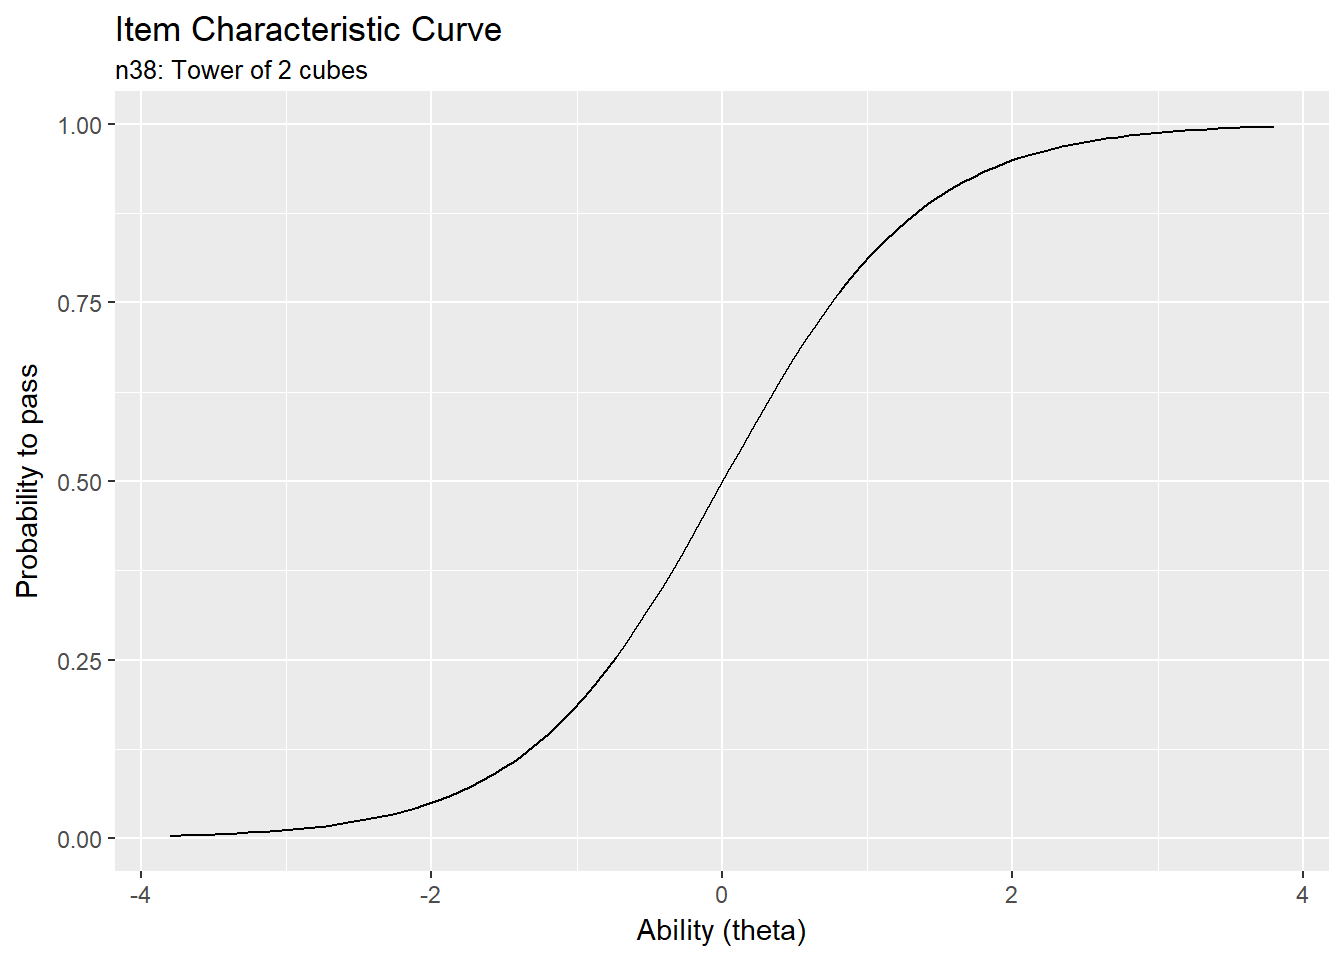 Item Characteristic Curve
n38: Tower of 2 cubes
1.00
0.75
0.50
0.25
0.00
Probability to pass
-4
-2
0
2
4
Ability (theta)